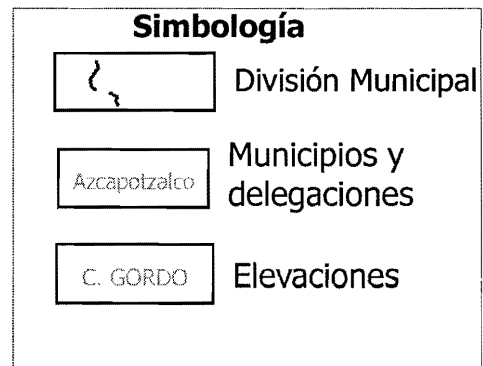 Simbología
División Municipal
Azcapotzalco
Municipios y
delegaciones
C. GORDO
Elevaciones